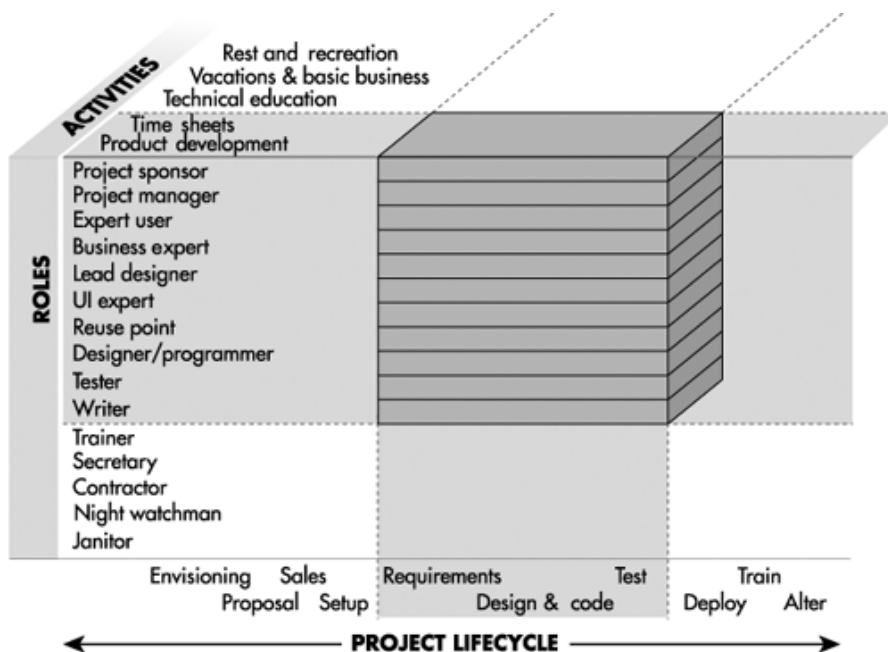 ACTIVITIES
Rest and recreation
Vacations & basic business
Technical education
Time sheets
Product development
ROLES
Project sponsor
Project manager
Expert user
Business expert
Lead designer
UI expert
Reuse point
Designer/programmer
Tester
Writer
Trainer
Secretary
Contractor
Night watchman
Janitor
Envisioning Sales Requirements Test Train
Proposal Setup Design & code Deploy Alter
PROJECT LIFECYCLE